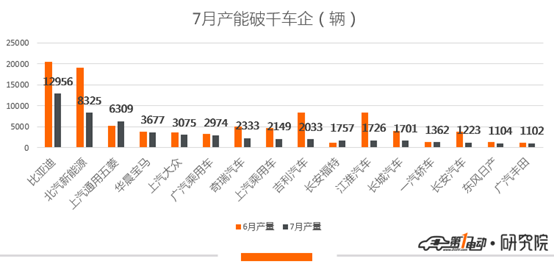 7月产能破千车企（辆）
25000
20000
15000
10000
5000
0
12956
8325
6309
3677
3075
2974
2333
2149
2033
1757
1726
1701
1362
1223
1104
1102
比亚迪
北汽新能源
上汽通用五菱
华晨宝马
上汽大众
广汽乘用车
奇瑞汽车
上汽乘用车
吉利汽车
长安福特
江淮汽车
长城汽车
一汽轿车
长安汽车
东风日产
广汽丰田
6月产量 7月产量
第1电动·研究院